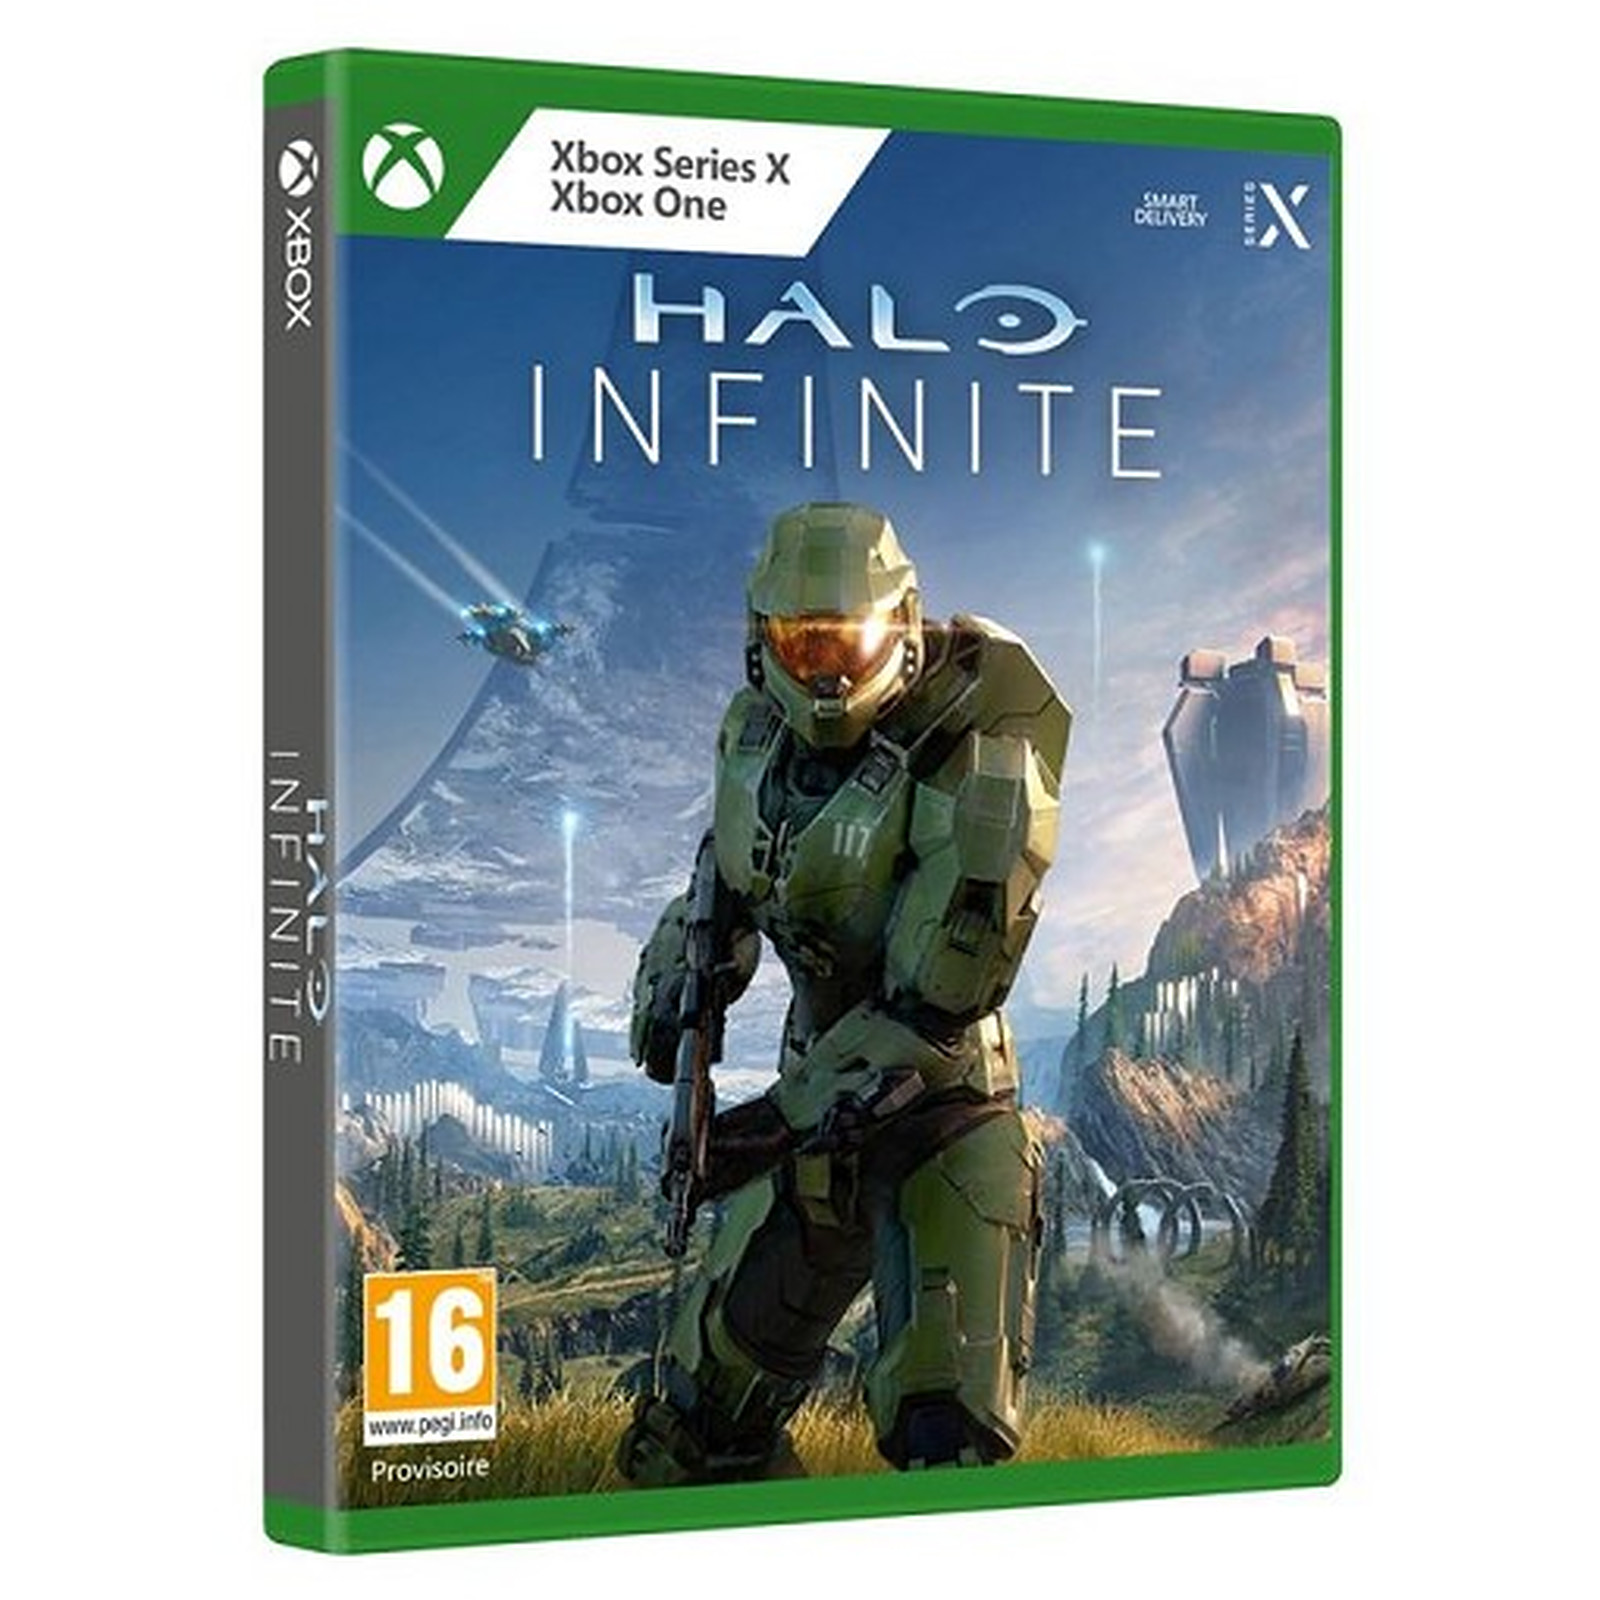 Xbox Series X
Xbox One
SMART
DELIVERY
SERIES
X
HALO
INFINITE
117
16
www.pegi.info
Provisoire
XBOX
HALO
INFINITE